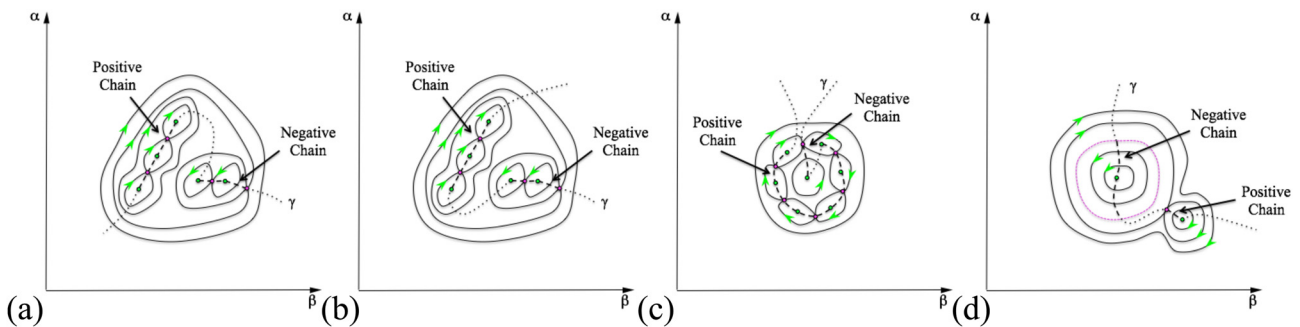 α
Positive
Chain
Negative
Chain
γ
β
(a)
α
Positive
Chain
Negative
Chain
γ
β
(b)
α
γ
Negative
Chain
Positive
Chain
β
(c)
α
γ
Negative
Chain
Positive
Chain
β
(d)